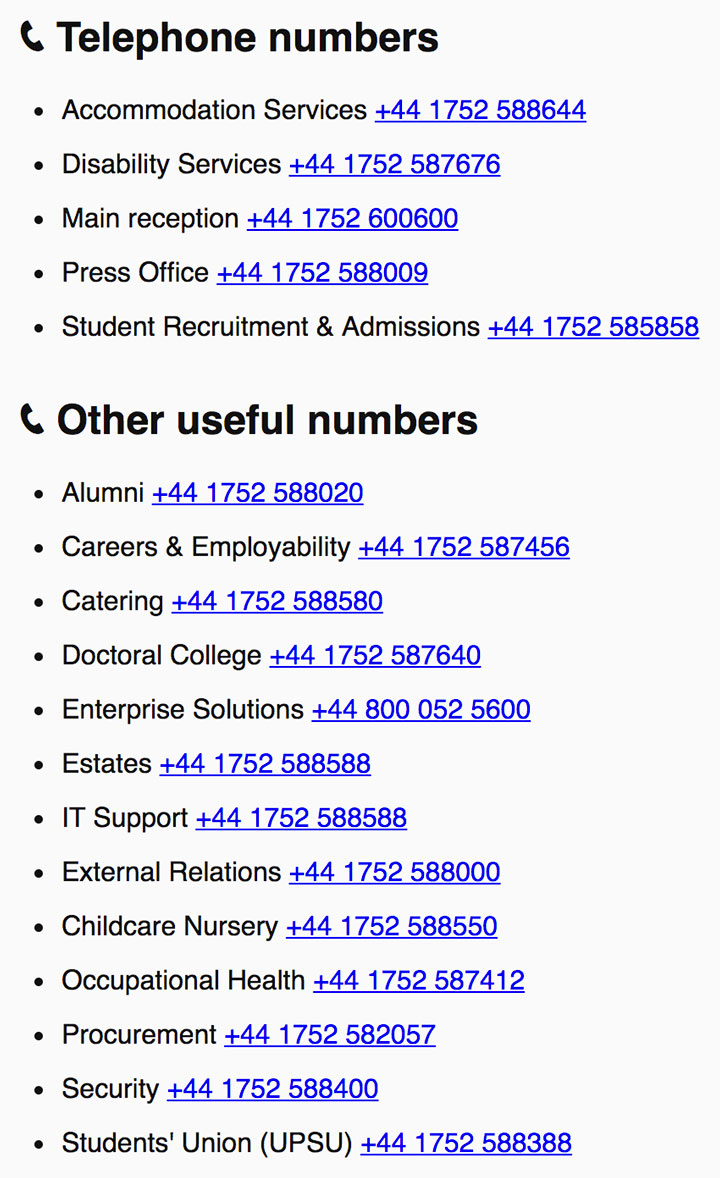 Telephone numbers
Accommodation Services +44 1752 588644
Disability Services +44 1752 587676
Main reception +44 1752 600600
Press Office +44 1752 588009
Student Recruitment & Admissions +44 1752 585858
Other useful numbers
Alumni +44 1752 588020
Careers & Employability +44 1752 587456
Catering +44 1752 588580
Doctoral College +44 1752 587640
Enterprise Solutions +44 800 052 5600
Estates +44 1752 588588
IT Support +44 1752 588588
External Relations +44 1752 588000
Childcare Nursery +44 1752 588550
Occupational Health +44 1752 587412
Procurement +44 1752 582057
Security +44 1752 588400
Students' Union (UPSU) +44 1752 588388